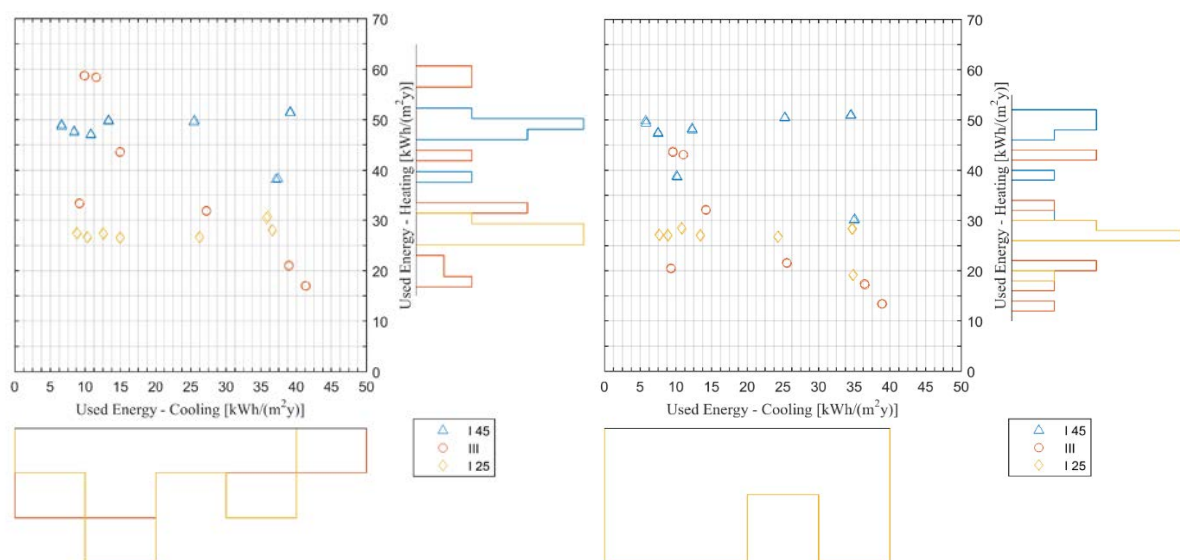 70
60
50
40
30
20
10
0
Used Energy - Heating [kWh/(m²y)]
0 5 10 15 20 25 30 35 40 45 50
Used Energy - Cooling [kWh/(m²y)]
I 45
III
I 25
70
60
50
40
30
20
10
0
Used Energy - Heating [kWh/(m²y)]
0 5 10 15 20 25 30 35 40 45 50
Used Energy - Cooling [kWh/(m²y)]
I 45
III
I 25